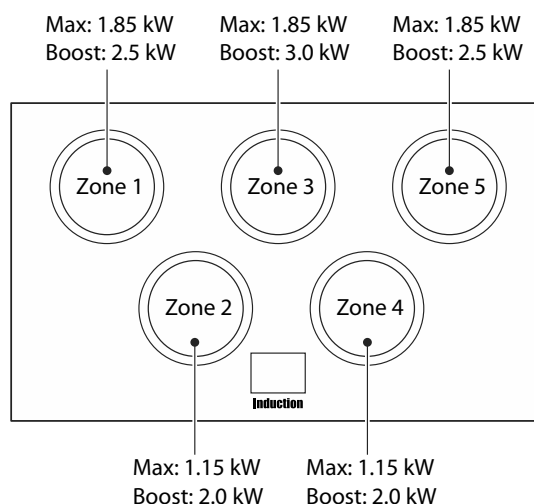 Max: 1.85 kW
Boost: 2.5 kW
Max: 1.85 kW
Boost: 3.0 kW
Max: 1.85 kW
Boost: 2.5 kW
Zone 1
Zone 3
Zone 5
Zone 2
Zone 4
Induction
Max: 1.15 kW
Boost: 2.0 kW
Max: 1.15 kW
Boost: 2.0 kW